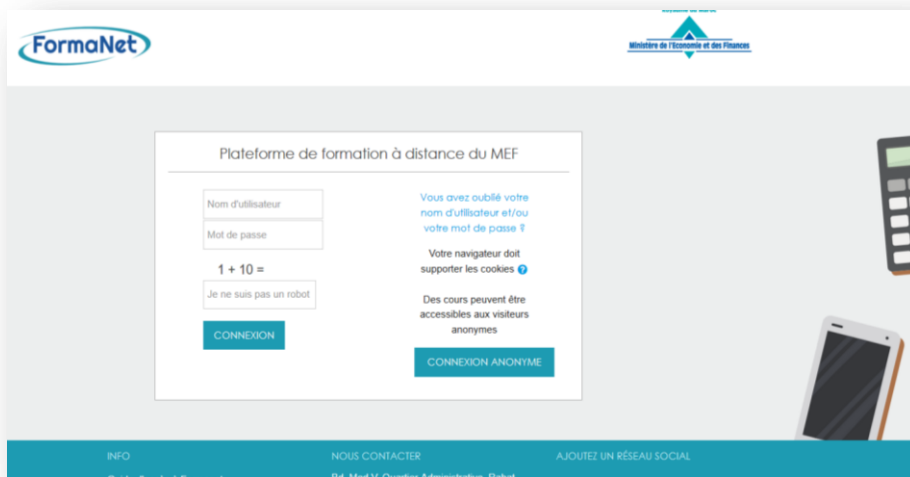 FormaNet
Ministère de l'Economie et des Finances
Plateforme de formation à distance du MEF
Nom d'utilisateur
Mot de passe
1 + 10 =
Je ne suis pas un robot
CONNEXION
Vous avez oublié votre
nom d'utilisateur et/ou
votre mot de passe ?
Votre navigateur doit
supporter les cookies ?
Des cours peuvent être
accessibles aux visiteurs
anonymes
CONNEXION ANONYME
INFO
NOUS CONTACTER
AJOUTEZ UN RÉSEAU SOCIAL